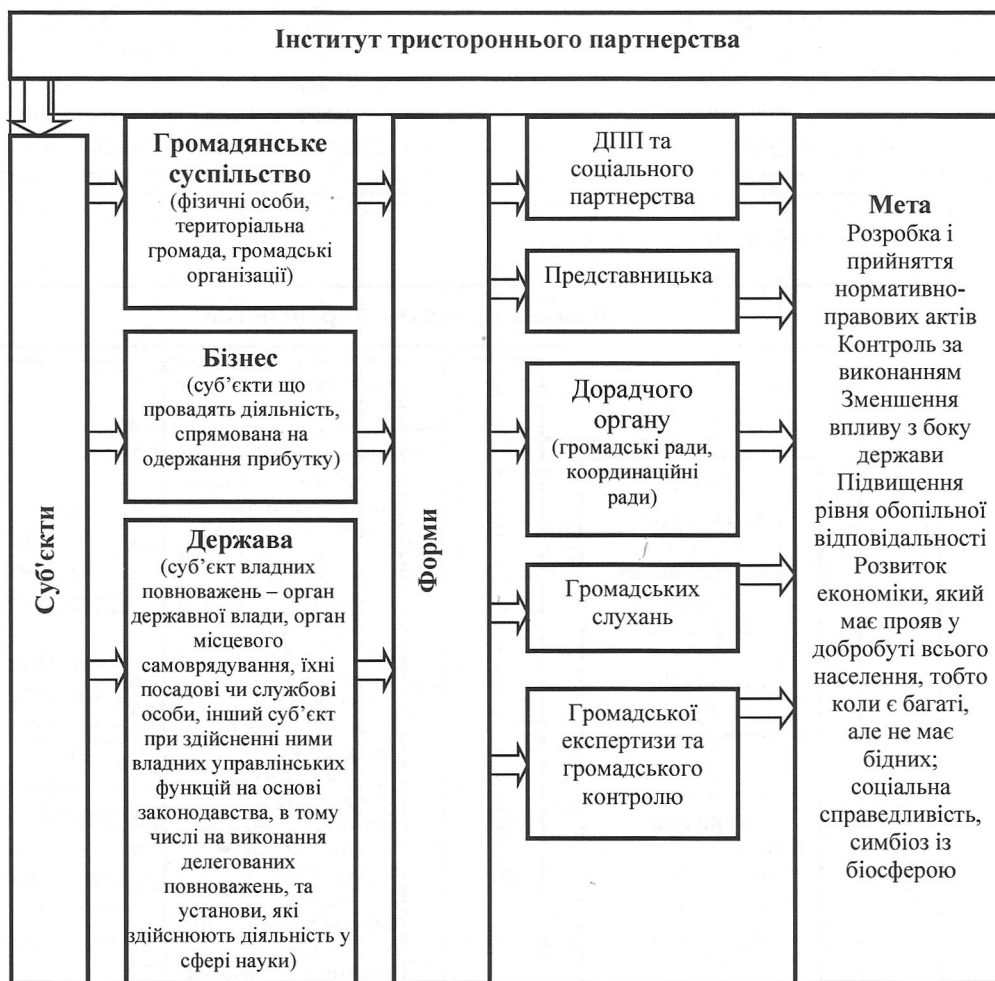 Інститут тристороннього партнерства
Суб'єкти
Громадянське
суспільство
(фізичні особи,
територіальна
громада, громадські
організації)
Бізнес
(суб’єкти що
провадять діяльність,
спрямована на
одержання прибутку)
Держава
(суб’єкт владних
повноважень – орган
державної влади, орган
місцевого
самоврядування, їхні
посадові чи службові
особи, інший суб’єкт
при здійсненні ними
владних управлінських
функцій на основі
законодавства, в тому
числі на виконання
делегованих
повноважень, та
установи, які
здійснюють діяльність у
сфері науки)
Форми
ДПП та
соціального
партнерства
Представницька
Дорадчого
органу
(громадські ради,
координаційні
ради)
Громадських
слухань
Громадської
експертизи та
громадського
контролю
Мета
Розробка і
прийняття
нормативно-
правових актів
Контроль за
виконанням
Зменшення
впливу з боку
держави
Підвищення
рівня обопільної
відповідальності
Розвиток
економіки, який
має прояв у
добробуті всього
населення, тобто
коли є багаті,
але не має
бідних;
соціальна
справедливість,
симбіоз із
біосферою